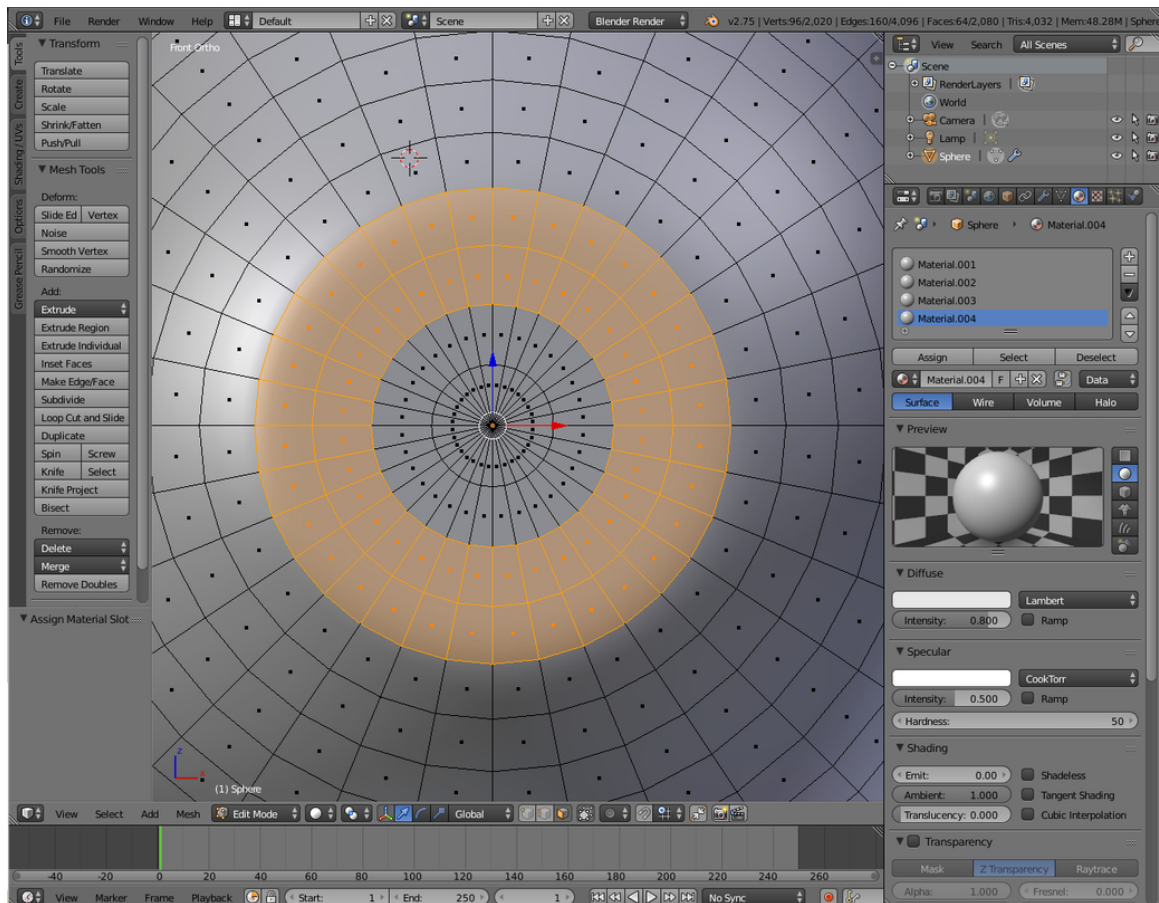 File Render Window Help Default Scene Blender Render v2.75 | Verts:96/2,020 | Edges:160/4,096 | Faces:64/2,080 | Tris:4,032 | Mem:48.28M | Sphere
Tools
Create
Shading / UVs
Options
Grease Pencil
Transform
Translate
Rotate
Scale
Shrink/Fatten
Push/Pull
Mesh Tools
Deform:
Slide Ed Vertex
Noise
Smooth Vertex
Randomize
Add:
Extrude
Extrude Region
Extrude Individual
Inset Faces
Make Edge/Face
Subdivide
Loop Cut and Slide
Duplicate
Spin Screw
Knife Select
Knife Project
Bisect
Remove:
Delete
Merge
Remove Doubles
Assign Material Slot
Front Ortho
z
x
(1) Sphere
View Select Add Mesh Edit Mode Global
-40 -20 0 20 40 60 80 100 120 140 160 180 200 220 240 260
View Marker Frame Playback Start: 1 End: 250 1 No Sync
View Search All Scenes
Scene
RenderLayers |
World
Camera |
Lamp |
Sphere |
Sphere Material.004
Material.001
Material.002
Material.003
Material.004
Assign Select Deselect
Material.004 F Data
Surface Wire Volume Halo
Preview
Diffuse
Lambert
Intensity: 0.800 Ramp
Specular
CookTorr
Intensity: 0.500 Ramp
Hardness: 50
Shading
Emit: 0.00 Shadeless
Ambient: 1.000 Tangent Shading
Translucency: 0.000 Cubic Interpolation
Transparency
Mask Z Transparency Raytrace
Alpha: 1.000 Fresnel: 0.000